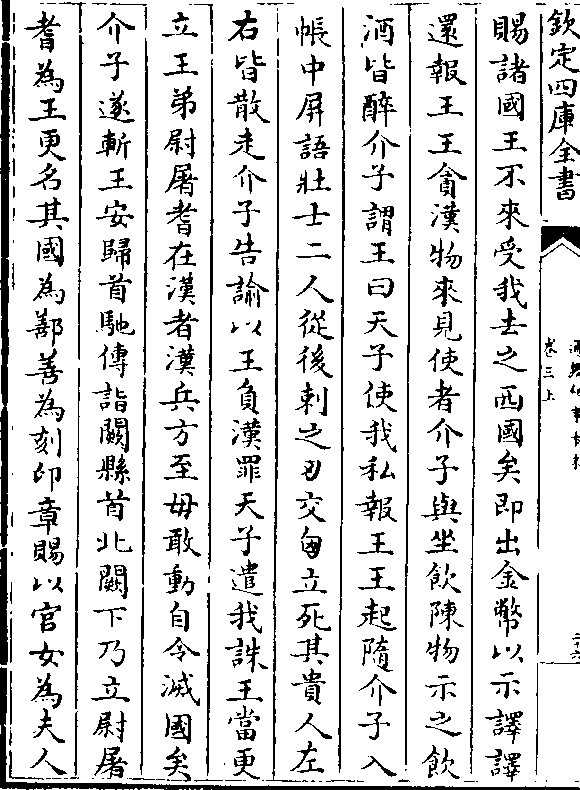 欽定四庫全書
卷三上
賜諸國王不來受我去之西國矣即出金幣以示譯譯
還報王王貪漢物來見使者介子與坐飲陳物示之飲
酒皆醉介子謂王曰天子使我私報王王起隨介子入
帳中屏語壯士二人從後刺之刃交匈立死其貴人左
右皆散走介子告諭以王負漢罪天子遣我誅王當更
立王弟尉屠耆在漢者漢兵方至毋敢動自令滅國矣
介子遂斬王安歸首馳傳詣闕縣首北闕下乃立尉屠
耆為王更名其國為鄯善為刻印章賜以宫女為夫人